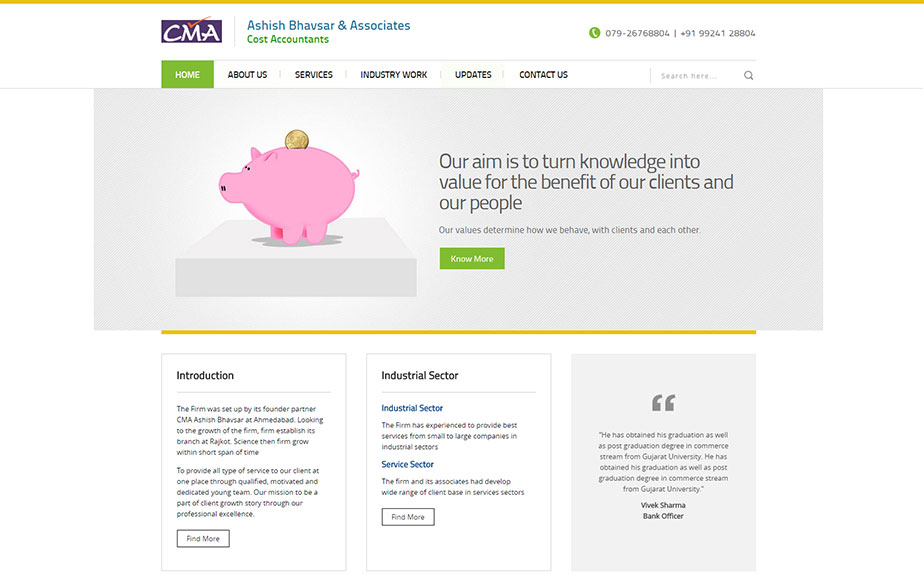 CMA
Ashish Bhavsar & Associates
Cost Accountants
079-26768804 | +91 99241 28804
HOME
ABOUT US
SERVICES
INDUSTRY WORK
UPDATES
CONTACT US
Search here...
Our aim is to turn knowledge into
value for the benefit of our clients and
our people
Our values determine how we behave, with clients and each other.
Know More
Introduction
The Firm was set up by its founder partner
CMA Ashish Bhavsar at Ahmedabad. Looking
to the growth of the firm, firm establish its
branch at Rajkot. Science then firm grow
within short span of time
To provide all type of service to our client at
one place through qualified, motivated and
dedicated young team. Our mission to be a
part of client growth story through our
professional excellence.
Find More
Industrial Sector
Industrial Sector
The Firm has experienced to provide best
services from small to large companies in
industrial sectors
Service Sector
The firm and its associates had develop
wide range of client base in services sectors
Find More
"He has obtained his graduation as well
as post graduation degree in commerce
stream from Gujarat University. He has
obtained his graduation as well as post
graduation degree in commerce stream
from Gujarat University."
Vivek Sharma
Bank Officer